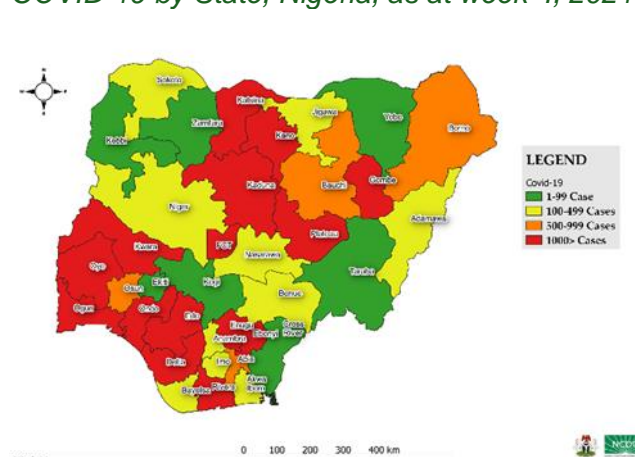 COVID-19 by State, Nigeria, as at week 4, 2021
Sokoto
Katsina
Jigawa
Yobe
Borno
Zamfara
Kano
Kebbi
Kaduna
Bauchi
Gombe
Niger
Adamawa
Plateau
FCT
Kwara
Nasarawa
Oyo
Taraba
Osun
Ekiti
Kogi
Benue
Ogun
Ondo
Edo
Enugu
Ebonyi
Cross
River
Anambra
Delta
Imo
Abia
Bayelsa
Rivers
Akwa
Ibom
LEGEND
Covid-19
1-99 Case
100-499 Cases
500-999 Cases
1000> Cases
0 100 200 300 400 km
NCDC